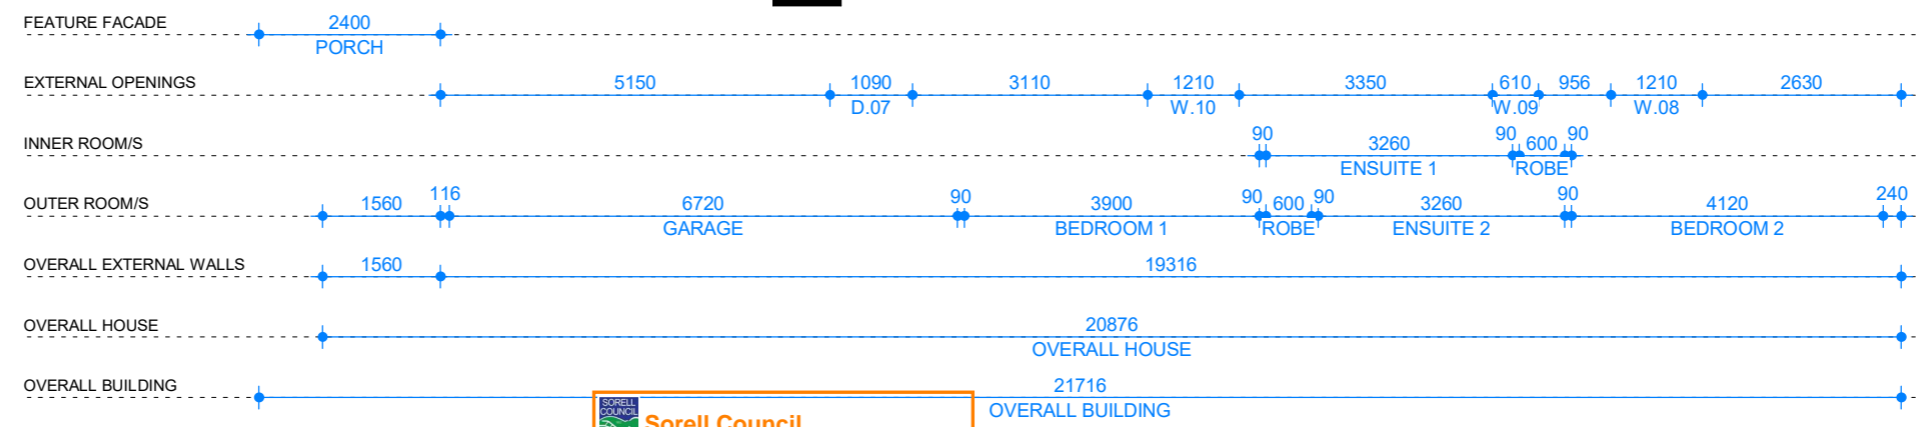 FEATURE FACADE 2400
PORCH
EXTERNAL OPENINGS 5150 1090 3110 1210 3350 610 956 1210 2630
D.07 W.10 W.09 W.08
INNER ROOM/S 90 3260 90 600 90
ENSUITE 1 ROBE
OUTER ROOM/S 1560 116 6720 90 3900 90 600 90 3260 90 4120 240
GARAGE BEDROOM 1 ROBE ENSUITE 2 BEDROOM 2
OVERALL EXTERNAL WALLS 1560 19316
OVERALL HOUSE 20876
OVERALL HOUSE
OVERALL BUILDING 21716
OVERALL BUILDING
SORELL
COUNCIL
Sorell Council